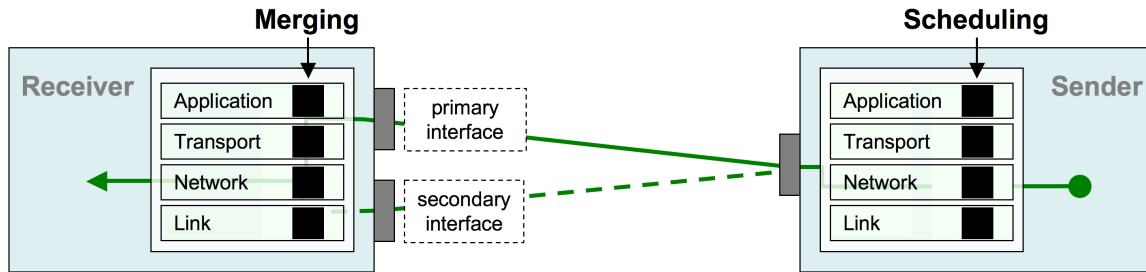 Merging
Scheduling
Receiver
Application
Transport
Network
Link
primary
interface
secondary
interface
Application
Transport
Network
Link
Sender